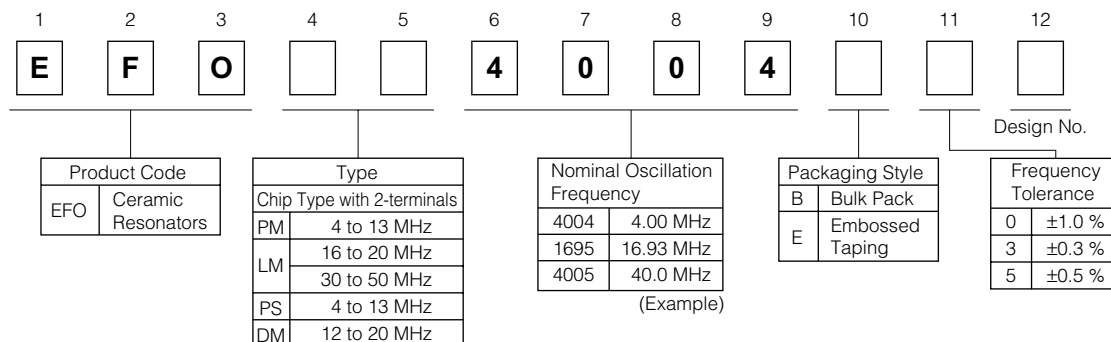 1 2 3 4 5 6 7 8 9 10 11 12
E F O 4 0 0 4
Design No.
Product Code
EFO Ceramic
Resonators
Type
Chip Type with 2-terminals
PM 4 to 13 MHz
LM 16 to 20 MHz
30 to 50 MHz
PS 4 to 13 MHz
DM 12 to 20 MHz
Nominal Oscillation
Frequency
4004 4.00 MHz
1695 16.93 MHz
4005 40.0 MHz
(Example)
Packaging Style
B Bulk Pack
E Embossed
Taping
Frequency
Tolerance
0 ±1.0 %
3 ±0.3 %
5 ±0.5 %